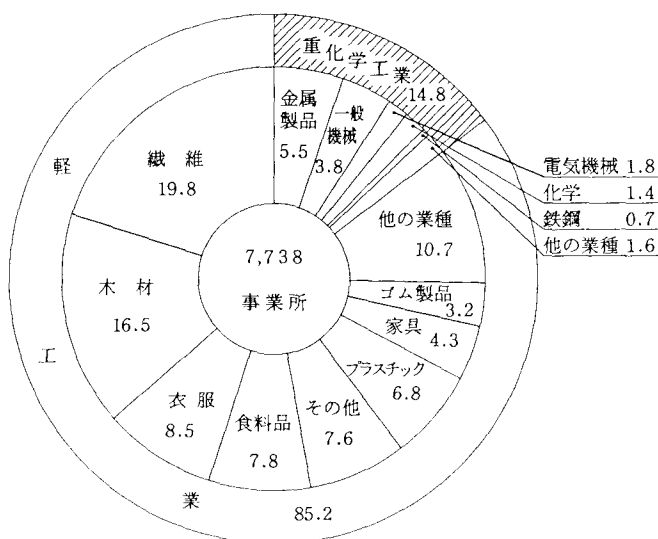 重化学工業
14.8
金属
製品
5.5
一般
機械
3.8
電気機械 1.8
化学 1.4
鉄鋼 0.7
他の業種 1.6
他の業種
10.7
ゴム製品
3.2
家具
4.3
プラスチック
6.8
その他
7.6
食料品
7.8
衣服
8.5
木材
16.5
繊維
19.8
7,738
事業所
軽工業
85.2